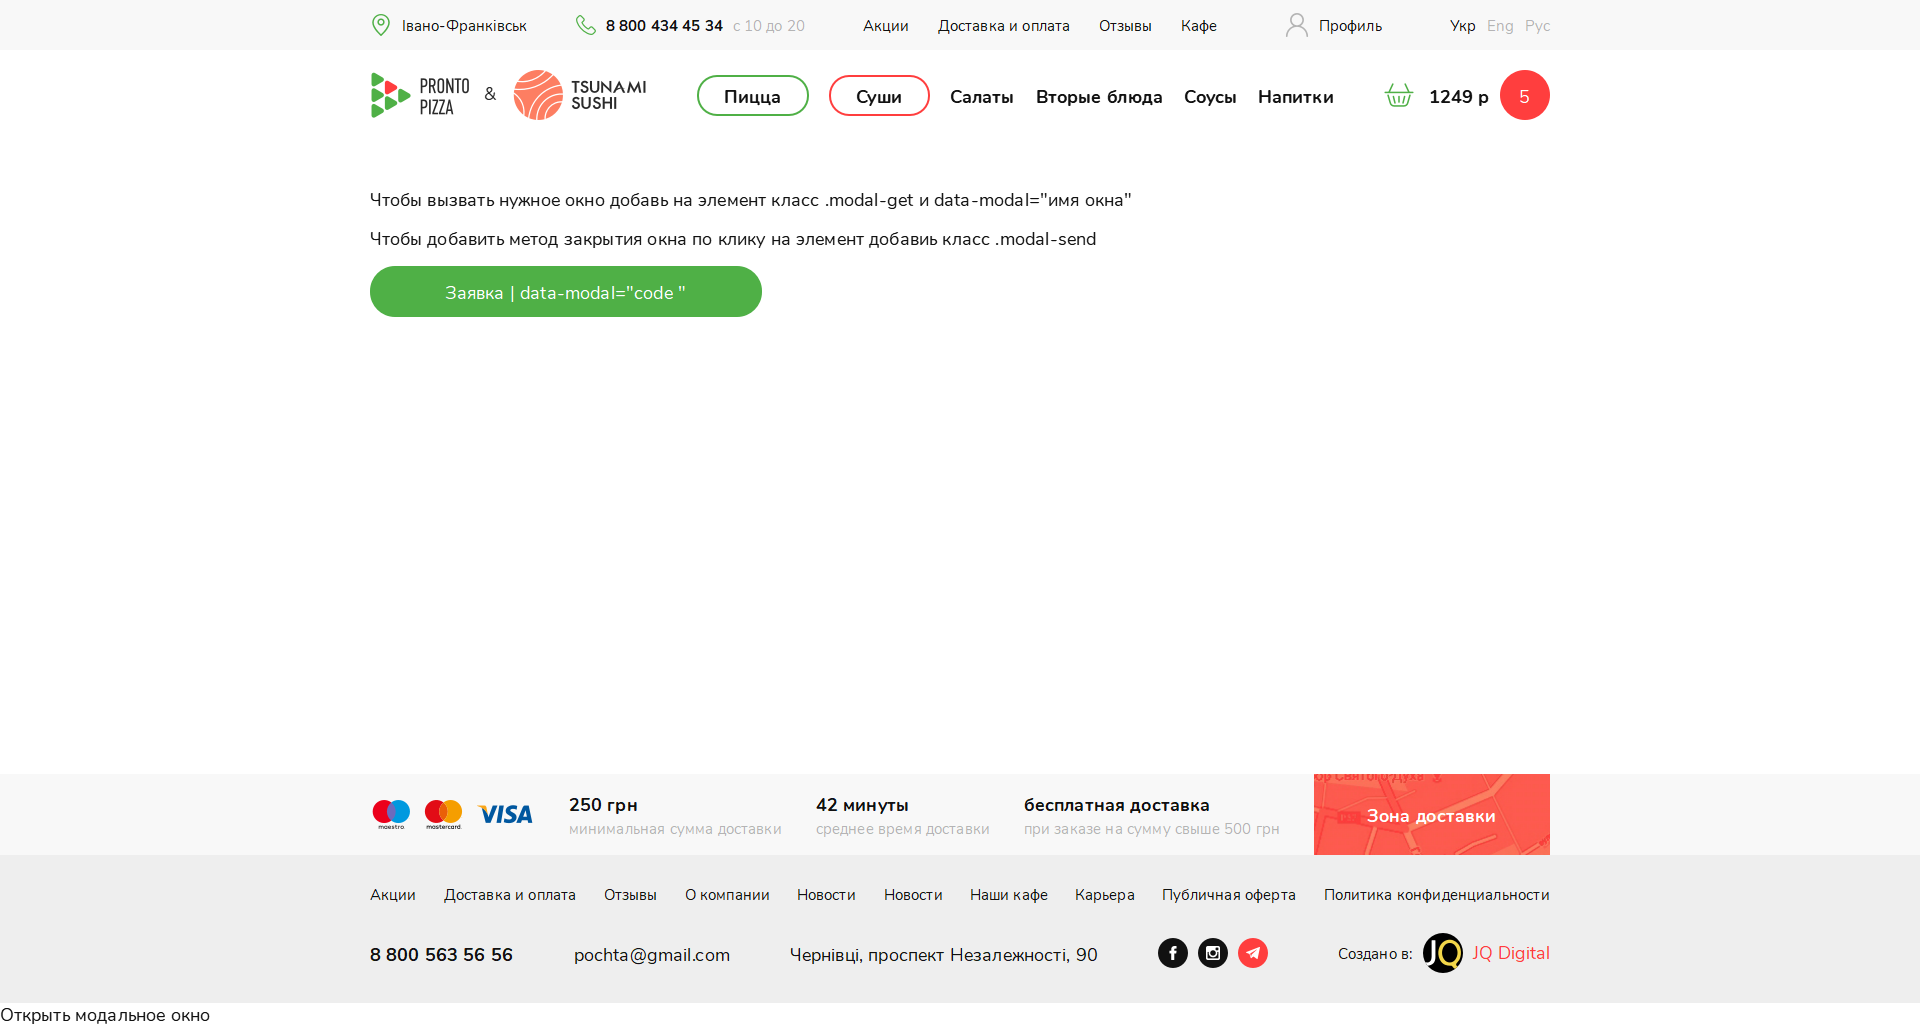 Івано-Франківськ 8 800 434 45 34 с 10 до 20 Акции Доставка и оплата Отзывы Кафе Профиль Укр Eng Рус
PRONTO PIZZA & TSUNAMI SUSHI Пицца Суши Салаты Вторые блюда Соусы Напитки 1249 р 5
Чтобы вызвать нужное окно добавь на элемент класс .modal-get и data-modal="имя окна"
Чтобы добавить метод закрытия окна по клику на элемент добавиь класс .modal-send
Заявка | data-modal="code "
ор Святого Духа
maestro. mastercard. VISA
250 грн 42 минуты бесплатная доставка
Зона доставки
минимальная сумма доставки среднее время доставки при заказе на сумму свыше 500 грн
Акции Доставка и оплата Отзывы О компании Новости Новости Наши кафе Карьера Публичная оферта Политика конфиденциальности
8 800 563 56 56 pochta@gmail.com Чернівці, проспект Незалежності, 90 Создано в: JQ JQ Digital
Открыть модальное окно